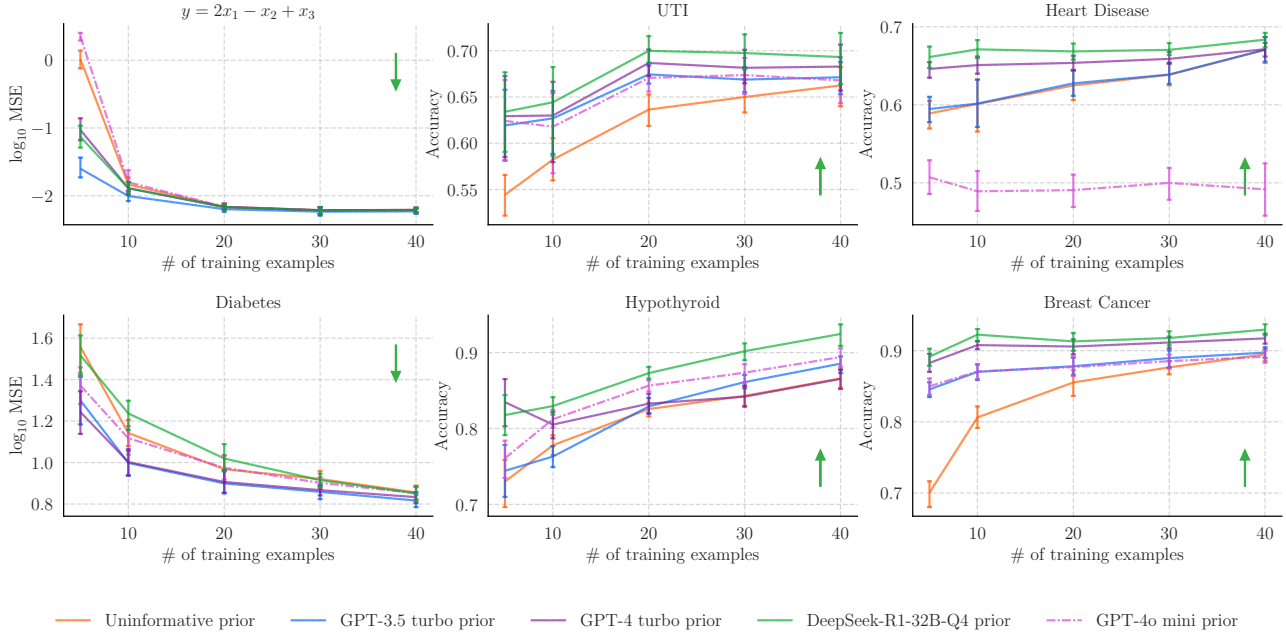 y = 2x₁ − x₂ + x₃
log₁₀ MSE
0
−1
−2
10 20 30 40
# of training examples
UTI
Accuracy
0.70
0.65
0.60
0.55
10 20 30 40
# of training examples
Heart Disease
Accuracy
0.7
0.6
0.5
10 20 30 40
# of training examples
Diabetes
log₁₀ MSE
1.6
1.4
1.2
1.0
0.8
10 20 30 40
# of training examples
Hypothyroid
Accuracy
0.9
0.8
0.7
10 20 30 40
# of training examples
Breast Cancer
Accuracy
0.9
0.8
0.7
10 20 30 40
# of training examples
Uninformative prior GPT-3.5 turbo prior GPT-4 turbo prior DeepSeek-R1-32B-Q4 prior GPT-4o mini prior